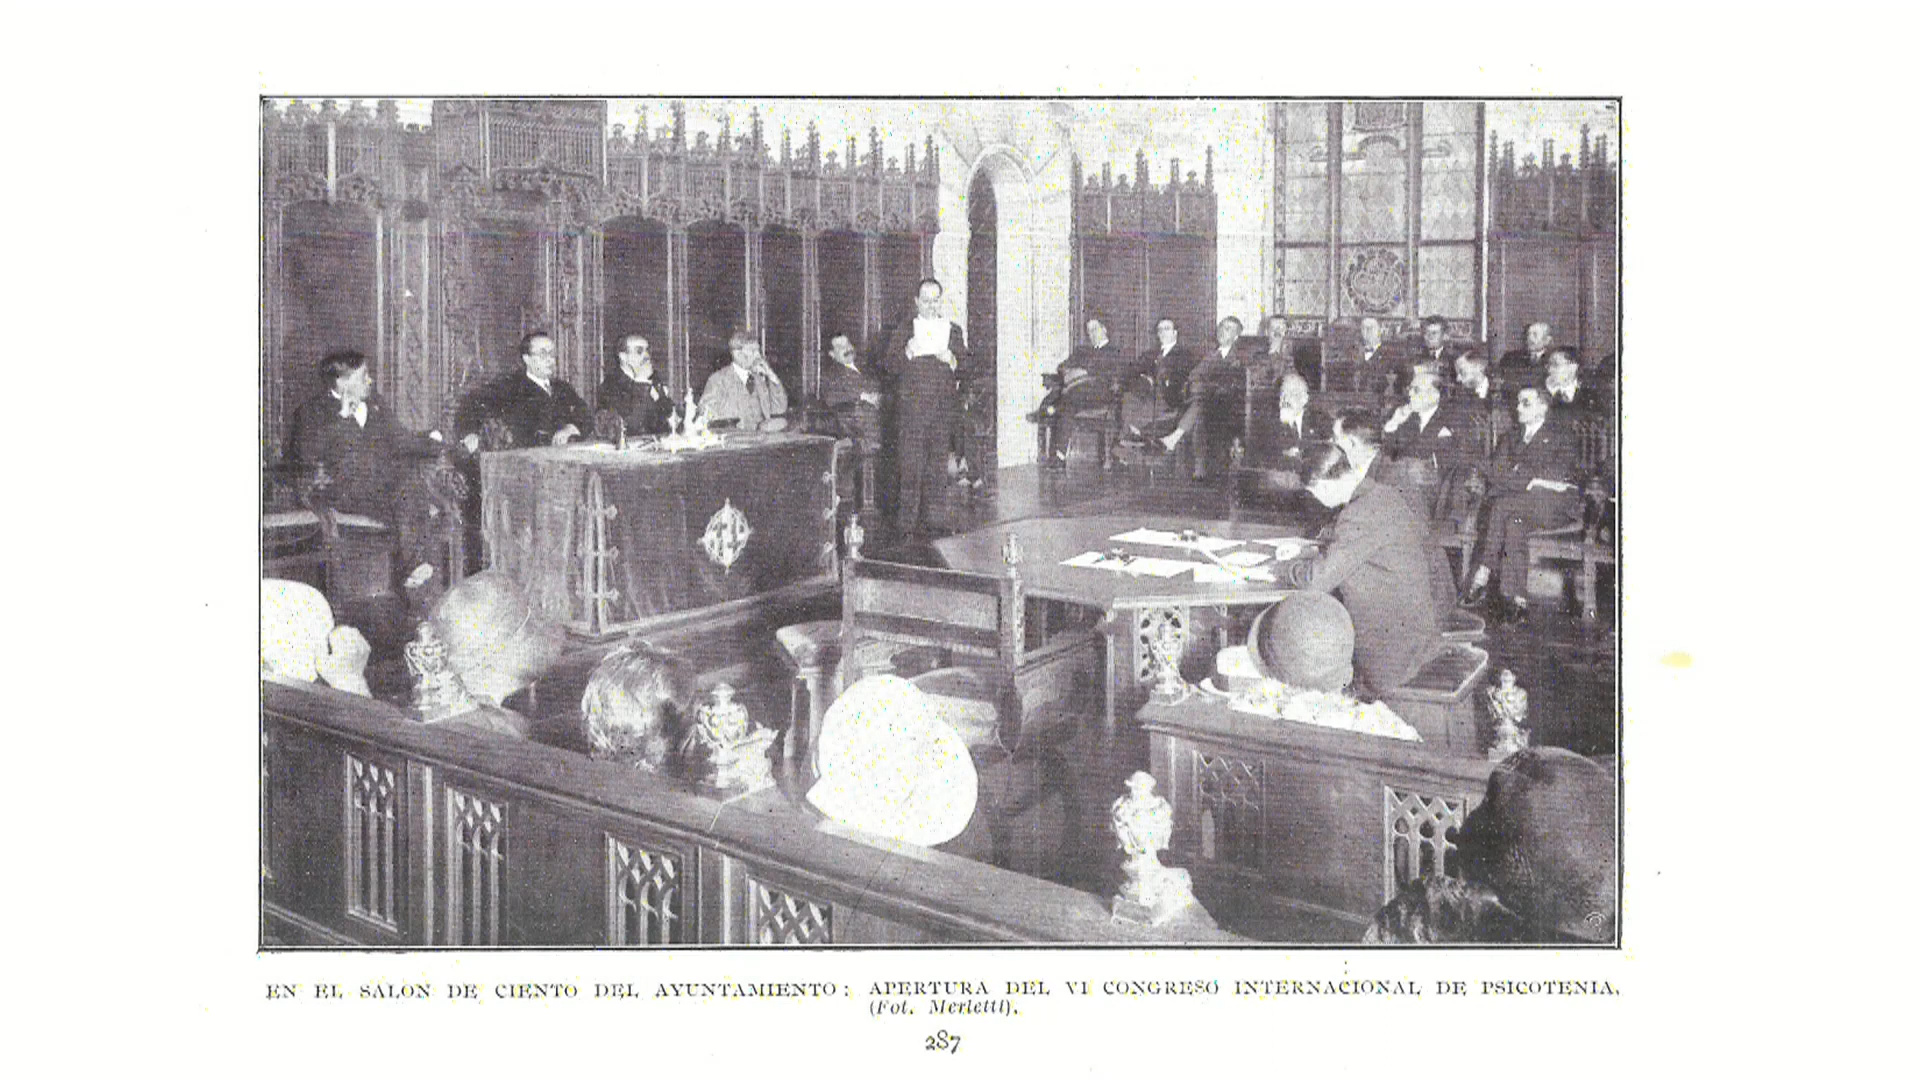 EN EL SALON DE CIENTO DEL AYUNTAMIENTO: APERTURA DEL VI CONGRESO INTERNACIONAL DE PSICOTENIA.
(Fot. Merletti).
287